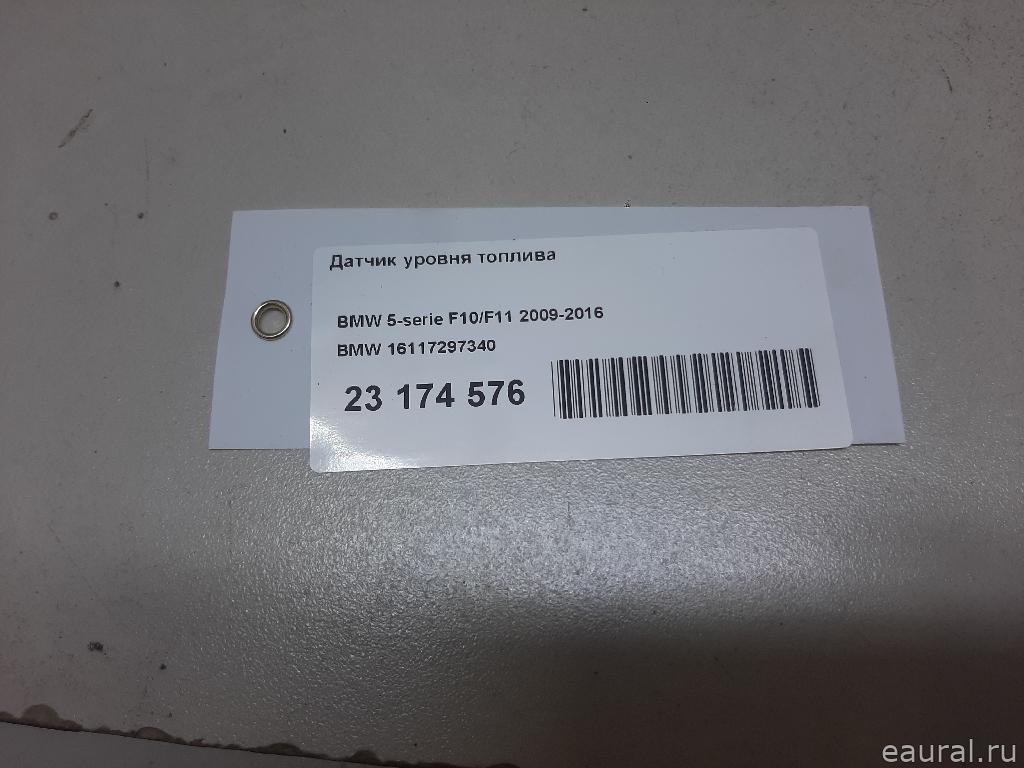 Датчик уровня топлива
BMW 5-serie F10/F11 2009-2016
BMW 16117297340
23 174 576
eaural.ru